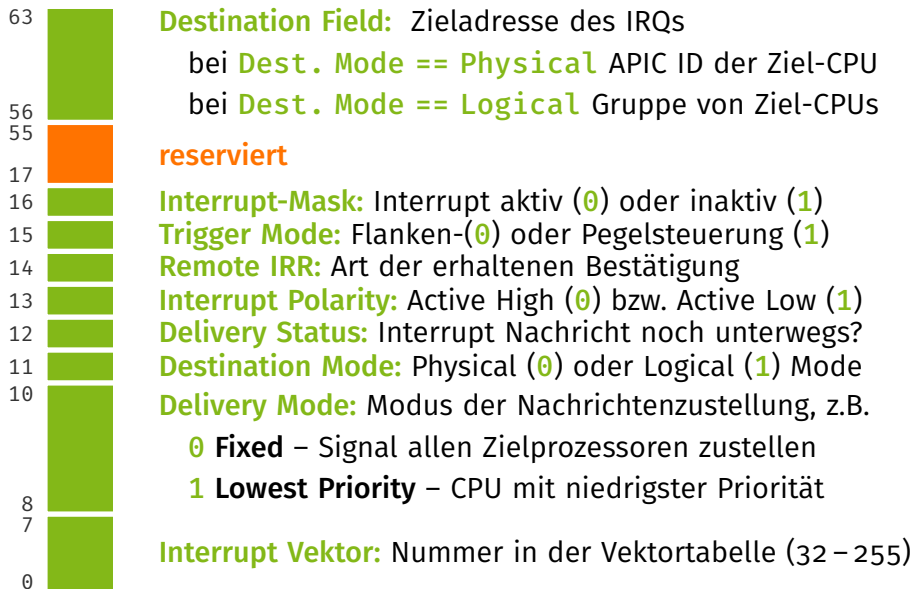 63 Destination Field: Zieladresse des IRQs
bei Dest. Mode == Physical APIC ID der Ziel-CPU
56 bei Dest. Mode == Logical Gruppe von Ziel-CPUs
55
reserviert
17
16 Interrupt-Mask: Interrupt aktiv (0) oder inaktiv (1)
15 Trigger Mode: Flanken-(0) oder Pegelsteuerung (1)
14 Remote IRR: Art der erhaltenen Bestätigung
13 Interrupt Polarity: Active High (0) bzw. Active Low (1)
12 Delivery Status: Interrupt Nachricht noch unterwegs?
11 Destination Mode: Physical (0) oder Logical (1) Mode
10 Delivery Mode: Modus der Nachrichtenzustellung, z.B.
0 Fixed – Signal allen Zielprozessoren zustellen
1 Lowest Priority – CPU mit niedrigster Priorität
8
7
Interrupt Vektor: Nummer in der Vektortabelle (32 – 255)
0